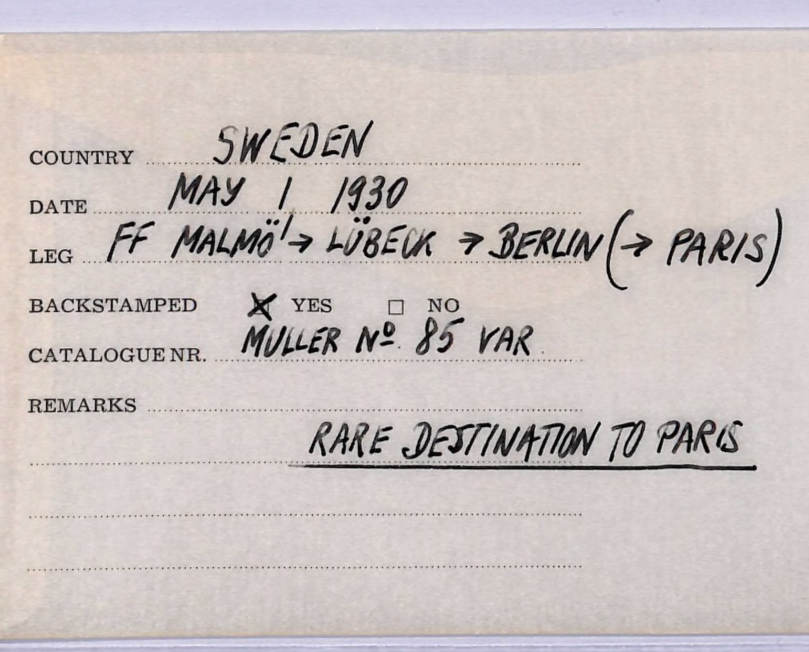 COUNTRY SWEDEN
DATE MAY 1 1930
LEG FF MALMÖ → LÜBECK → BERLIN (→ PARIS)
BACKSTAMPED ☒ YES ☐ NO
CATALOGUE NR. MULLER Nº. 85 VAR.
REMARKS
RARE DESTINATION TO PARIS